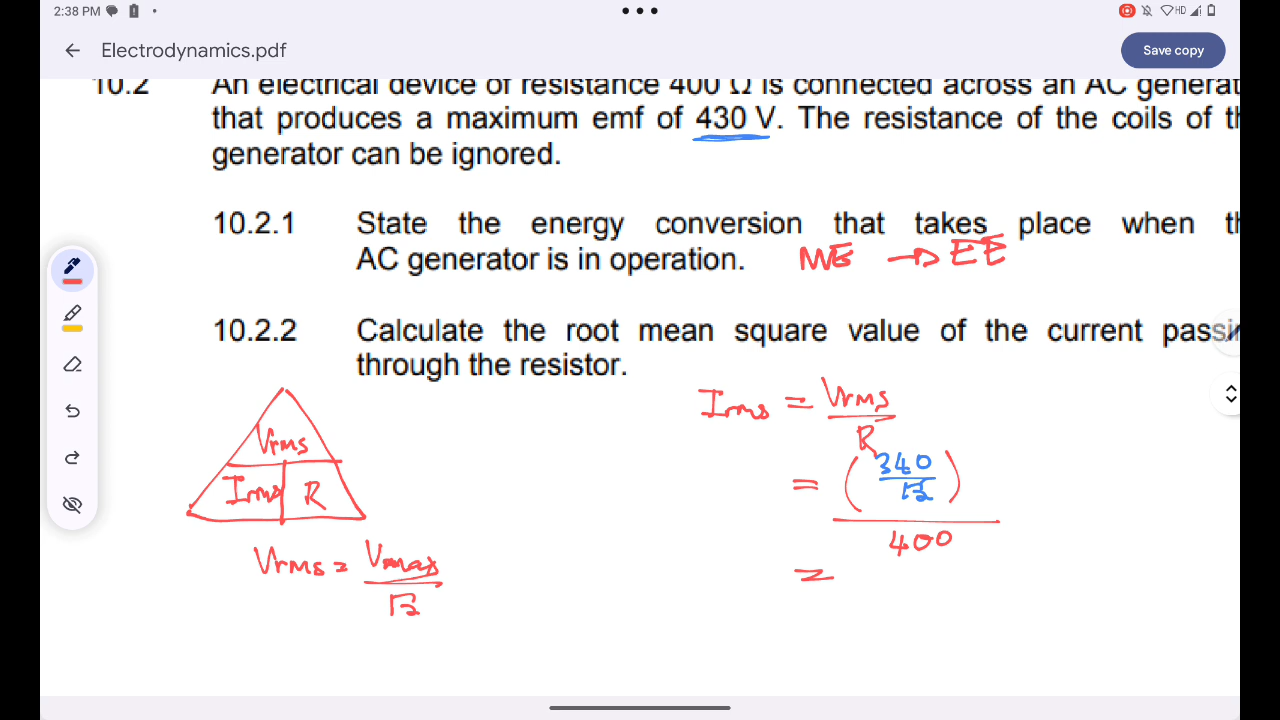 2:38 PM
HD
Electrodynamics.pdf
Save copy
10.2 An electrical device of resistance 400 Ω is connected across an AC generat
that produces a maximum emf of 430 V. The resistance of the coils of th
generator can be ignored.
10.2.1 State the energy conversion that takes place when th
AC generator is in operation. ME → EE
10.2.2 Calculate the root mean square value of the current passin
through the resistor.
Vrms
Irms R
Vrms = Vmax/√2
Irms = Vrms/R
= (340/√2)/400
=